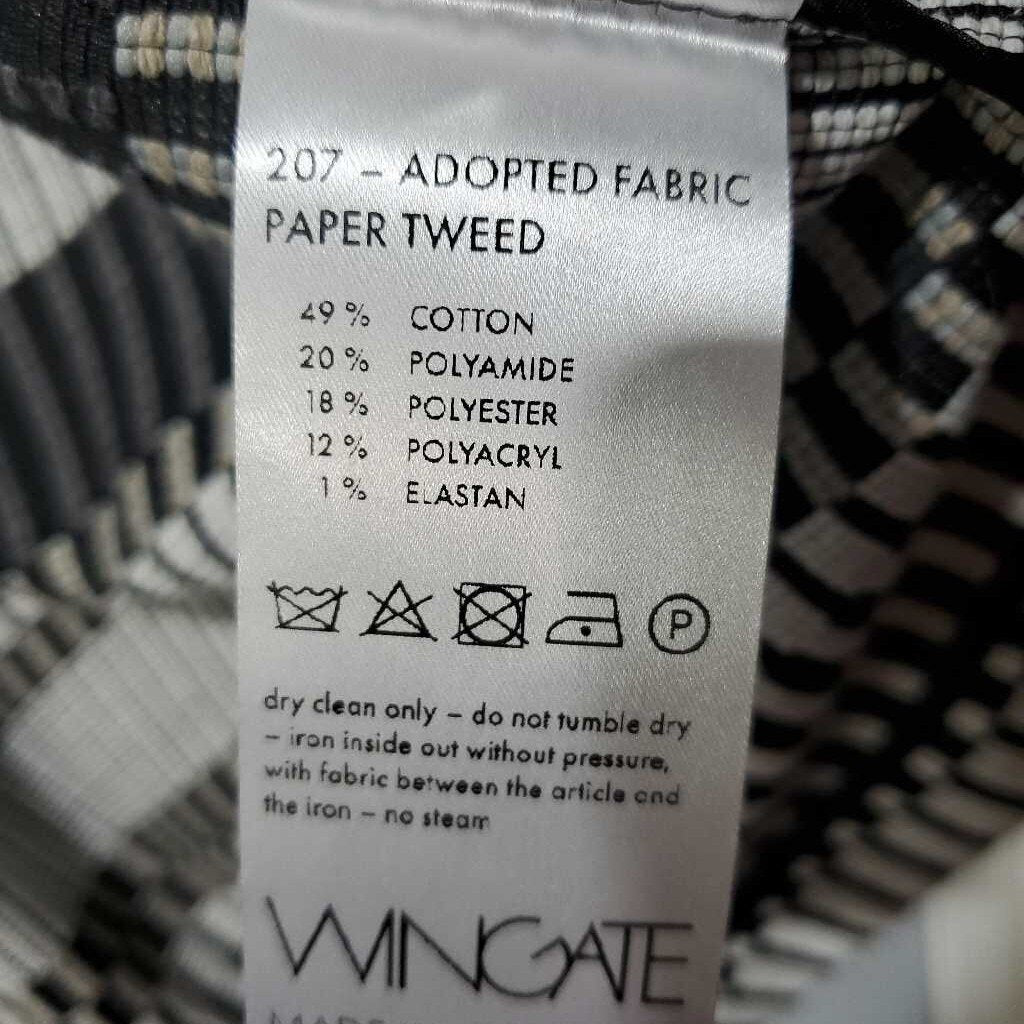 207 – ADOPTED FABRIC
PAPER TWEED
49 % COTTON
20 % POLYAMIDE
18 % POLYESTER
12 % POLYACRYL
1 % ELASTAN
P
dry clean only – do not tumble dry
– iron inside out without pressure,
with fabric between the article and
the iron – no steam
WINGATE